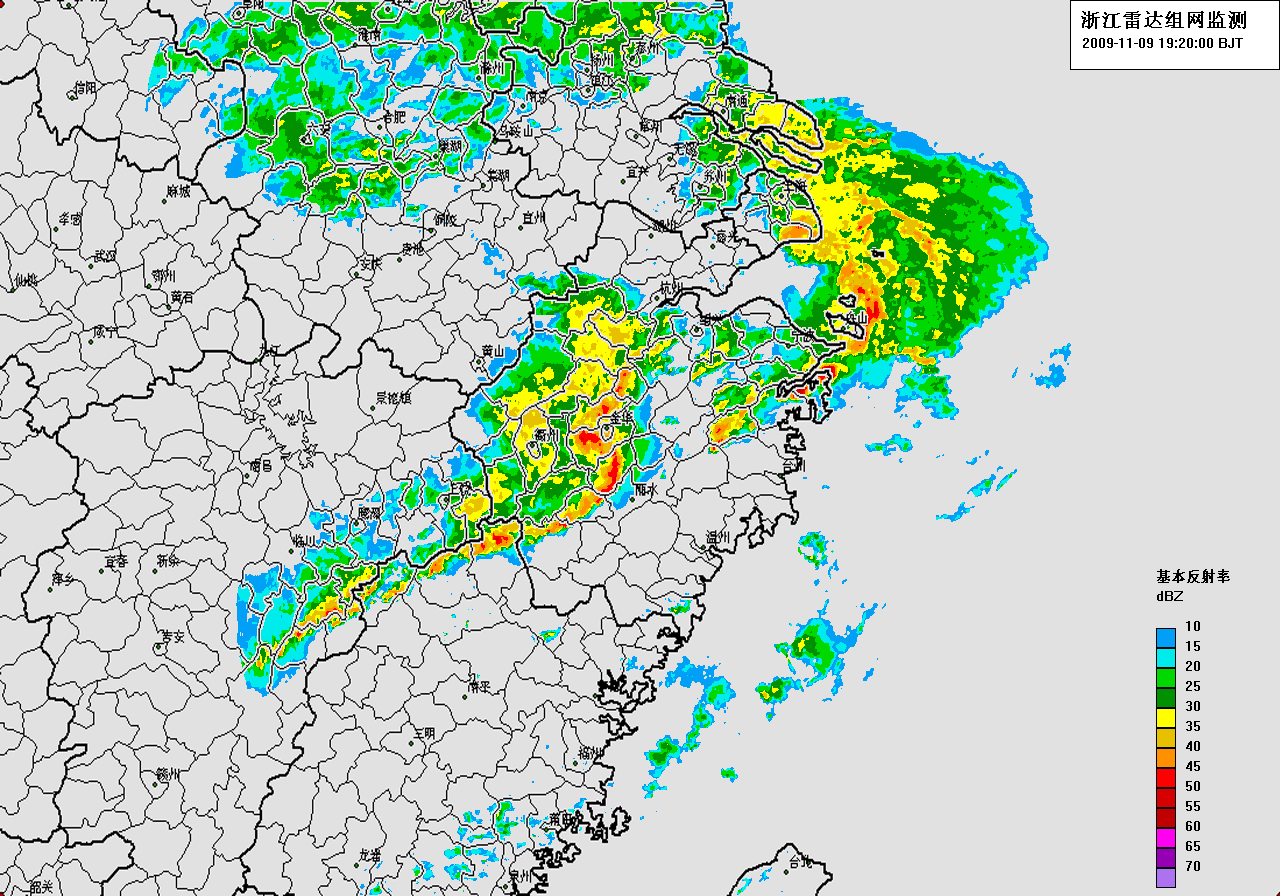 浙江雷达组网监测
2009-11-09 19:20:00 BJT
阜阳
淮南
滁州
扬州
泰州
镇江
南京
信阳
合肥
六安
马鞍山
常州
南通
无锡
巢湖
芜湖
宜兴
苏州
上海
麻城
孝感
铜陵
宣州
湖州
嘉兴
武汉
安庆
仙桃
鄂州
黄石
杭州
绍兴
舟山
咸宁
九江
黄山
宁波
景德镇
金华
衢州
南昌
上饶
丽水
台州
鹰潭
临川
温州
宜春
新余
萍乡
吉安
南平
三明
福州
赣州
莆田
龙岩
泉州
台北
韶关
基本反射率
dBZ
10
15
20
25
30
35
40
45
50
55
60
65
70